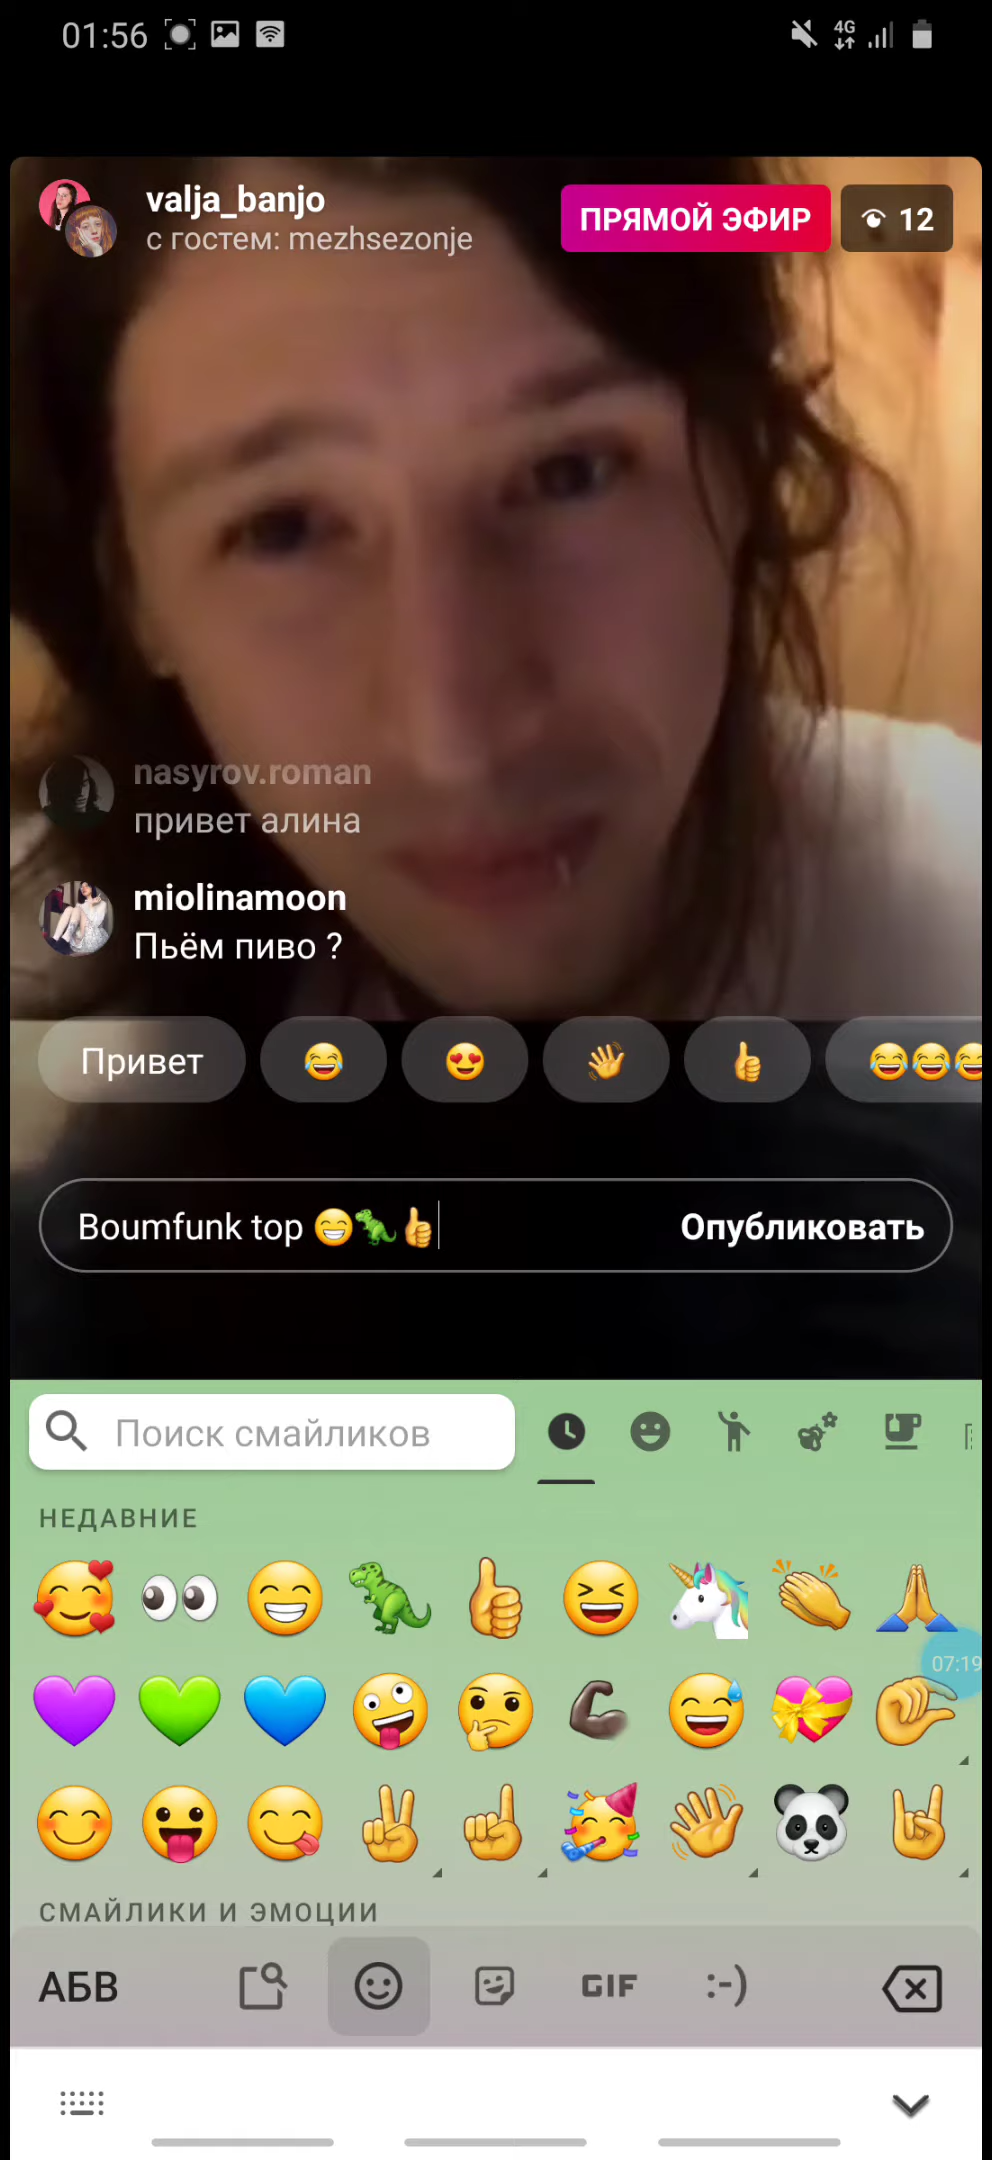 01:56
4G
valja_banjo
с гостем: mezhsezonje
ПРЯМОЙ ЭФИР
12
nasyrov.roman
привет алина
miolinamoon
Пьём пиво ?
Привет
Boumfunk top 😁🦖👍
Опубликовать
Поиск смайликов
НЕДАВНИЕ
07:19
СМАЙЛИКИ И ЭМОЦИИ
АБВ
GIF
:-)